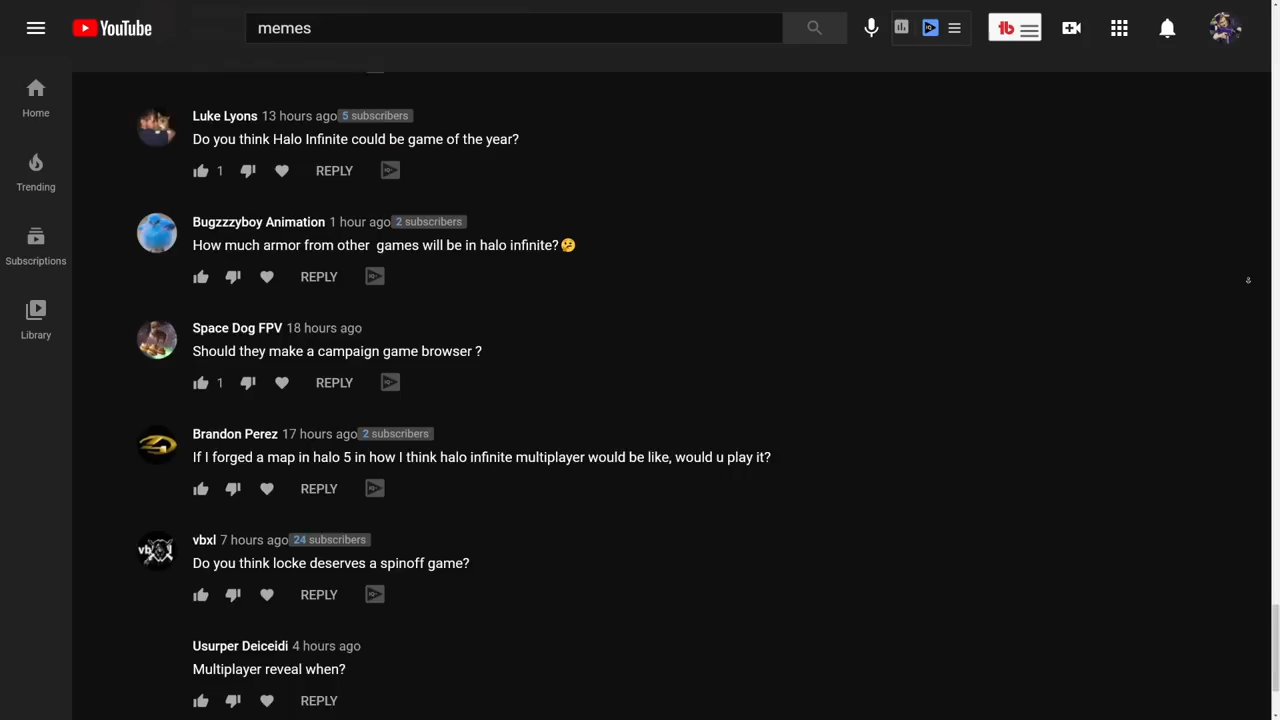 YouTube
memes
Home
Trending
Subscriptions
Library
Luke Lyons 13 hours ago 5 subscribers
Do you think Halo Infinite could be game of the year?
1 REPLY
Bugzzzyboy Animation 1 hour ago 2 subscribers
How much armor from other games will be in halo infinite?🤔
REPLY
Space Dog FPV 18 hours ago
Should they make a campaign game browser ?
1 REPLY
Brandon Perez 17 hours ago 2 subscribers
If I forged a map in halo 5 in how I think halo infinite multiplayer would be like, would u play it?
REPLY
vbxl 7 hours ago 24 subscribers
Do you think locke deserves a spinoff game?
REPLY
Usurper Deiceidi 4 hours ago
Multiplayer reveal when?
REPLY